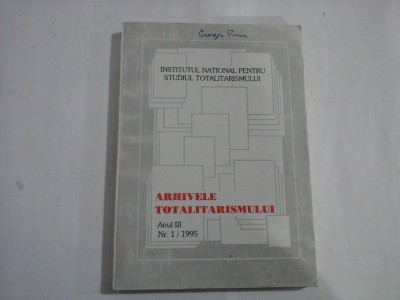 INSTITUTUL NATIONAL PENTRU
STUDIUL TOTALITARISMULUI
ARHIVELE
TOTALITARISMULUI
Anul III
Nr. 1 / 1995